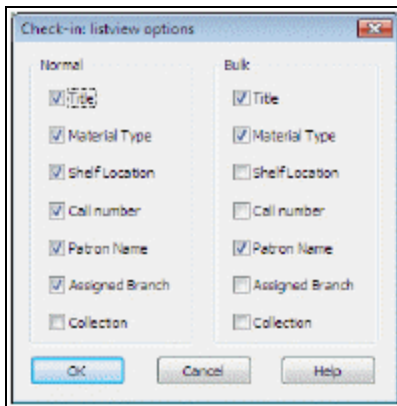 Check-in: listview options
Normal
Title
Material Type
Shelf Location
Call number
Patron Name
Assigned Branch
Collection
Bulk
Title
Material Type
Shelf Location
Call number
Patron Name
Assigned Branch
Collection
OK
Cancel
Help